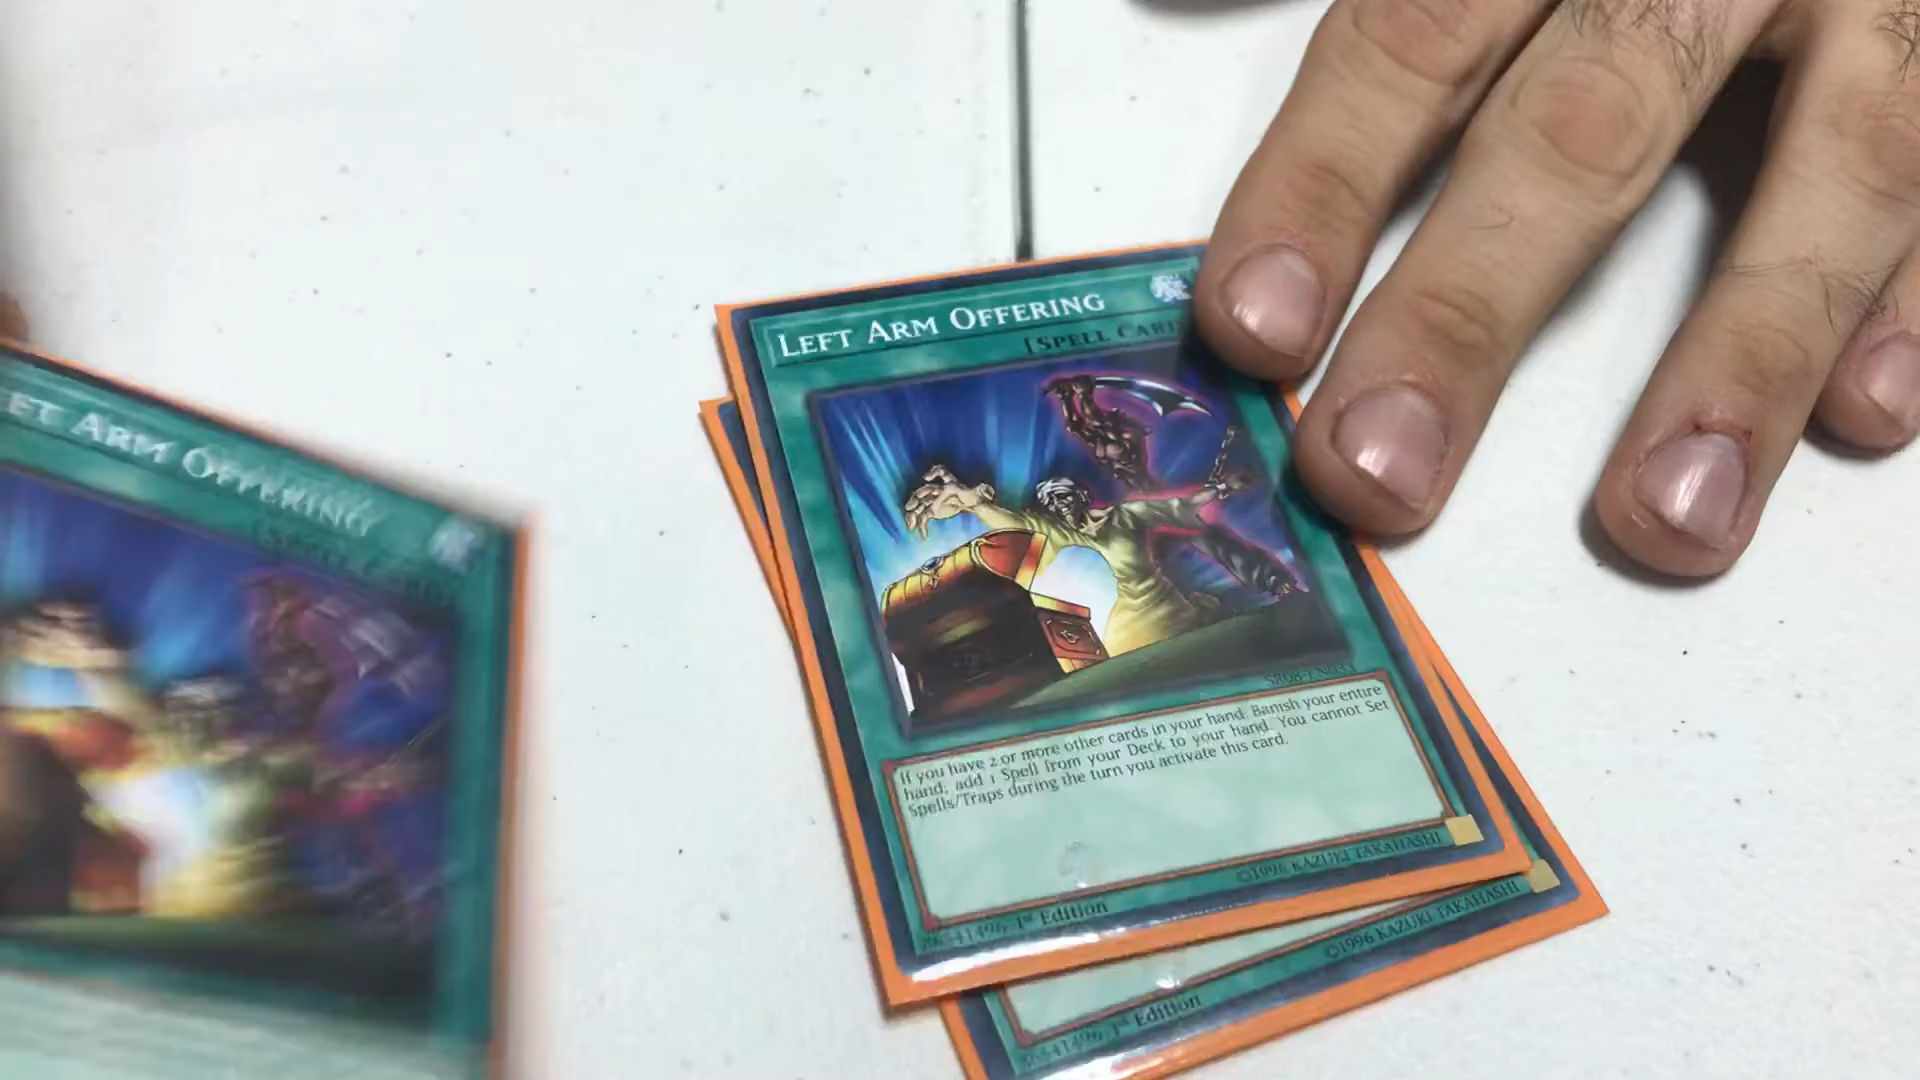 LEFT ARM OFFERING
[SPELL CARD
If you have 2 or more other cards in your hand: Banish your entire
hand; add 1 Spell from your Deck to your hand. You cannot Set
Spells/Traps during the turn you activate this card.
1st Edition
©1996 KAZUKI TAKAHASHI
©1996 KAZUKI TAKAHASHI
1st Edition
ARM OFFERING